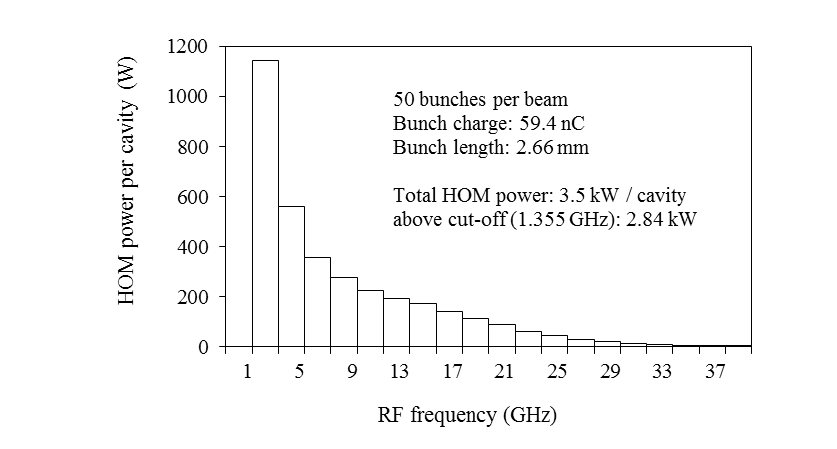 HOM power per cavity (W)
1200
1000
800
600
400
200
0
50 bunches per beam
Bunch charge: 59.4 nC
Bunch length: 2.66 mm
Total HOM power: 3.5 kW / cavity
above cut-off (1.355 GHz): 2.84 kW
1 5 9 13 17 21 25 29 33 37
RF frequency (GHz)